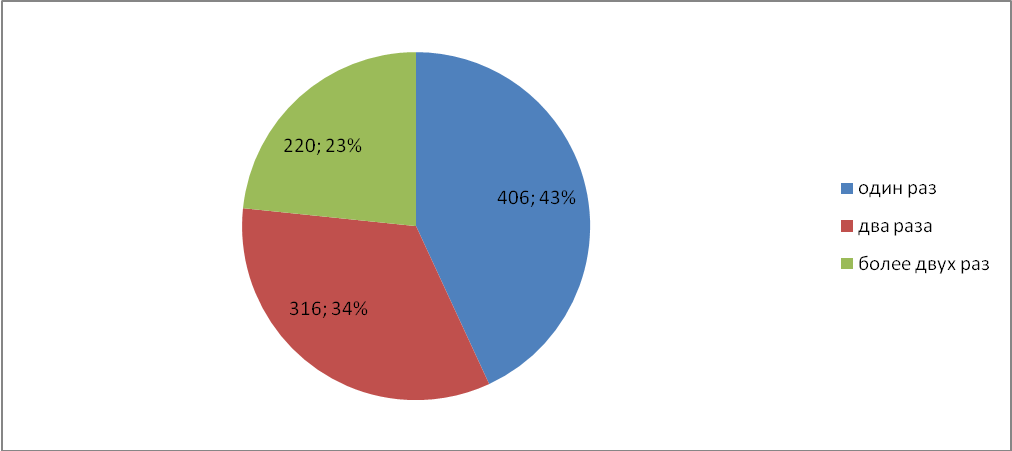 220; 23%
406; 43%
316; 34%
один раз
два раза
более двух раз